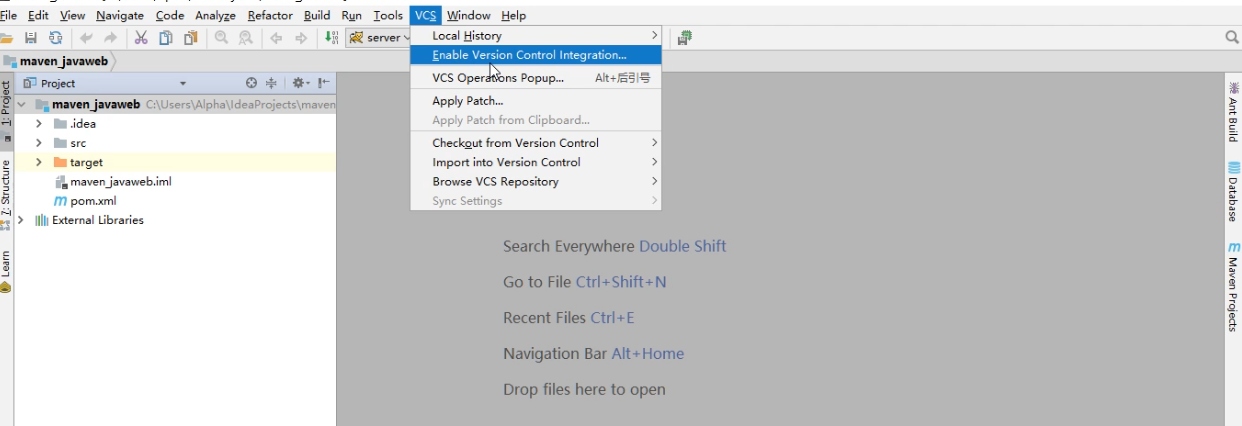 File Edit View Navigate Code Analyze Refactor Build Run Tools VCS Window Help
server
maven_javaweb
Project
maven_javaweb C:\Users\Alpha\IdeaProjects\maven
.idea
src
target
maven_javaweb.iml
pom.xml
External Libraries
1: Project
7: Structure
Learn
Local History
Enable Version Control Integration...
VCS Operations Popup... Alt+后引号
Apply Patch...
Apply Patch from Clipboard...
Checkout from Version Control
Import into Version Control
Browse VCS Repository
Sync Settings
Search Everywhere Double Shift
Go to File Ctrl+Shift+N
Recent Files Ctrl+E
Navigation Bar Alt+Home
Drop files here to open
Ant Build
Database
Maven Projects